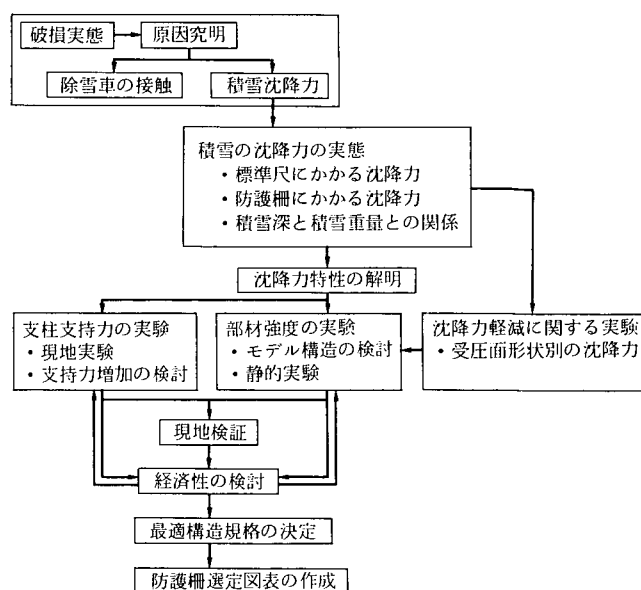 破損実態
原因究明
除雪車の接触
積雪沈降力
積雪の沈降力の実態
・標準尺にかかる沈降力
・防護柵にかかる沈降力
・積雪深と積雪重量との関係
沈降力特性の解明
支柱支持力の実験
・現地実験
・支持力増加の検討
部材強度の実験
・モデル構造の検討
・静的実験
沈降力軽減に関する実験
・受圧面形状別の沈降力
現地検証
経済性の検討
最適構造規格の決定
防護柵選定図表の作成